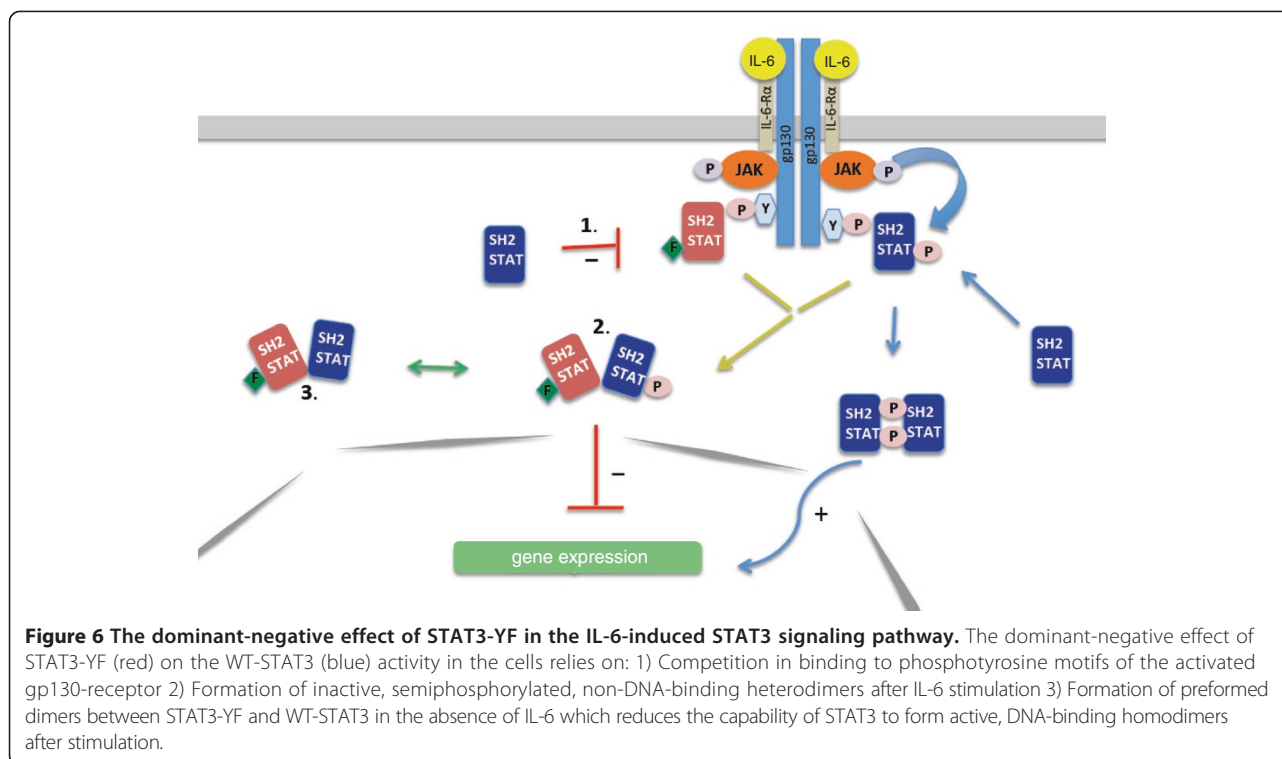 IL-6
IL-6
IL-6-Rα
gp130
gp130
IL-6-Rα
P
JAK
JAK
P
P
Y
Y
P
SH2
STAT
F
SH2
STAT
P
1.
–
SH2
STAT
2.
SH2
STAT
F
SH2
STAT
3.
SH2
STAT
F
SH2
STAT
P
SH2
STAT
SH2
STAT
P
P
SH2
STAT
–
+
gene expression
Figure 6 The dominant-negative effect of STAT3-YF in the IL-6-induced STAT3 signaling pathway. The dominant-negative effect of
STAT3-YF (red) on the WT-STAT3 (blue) activity in the cells relies on: 1) Competition in binding to phosphotyrosine motifs of the activated
gp130-receptor 2) Formation of inactive, semiphosphorylated, non-DNA-binding heterodimers after IL-6 stimulation 3) Formation of preformed
dimers between STAT3-YF and WT-STAT3 in the absence of IL-6 which reduces the capability of STAT3 to form active, DNA-binding homodimers
after stimulation.